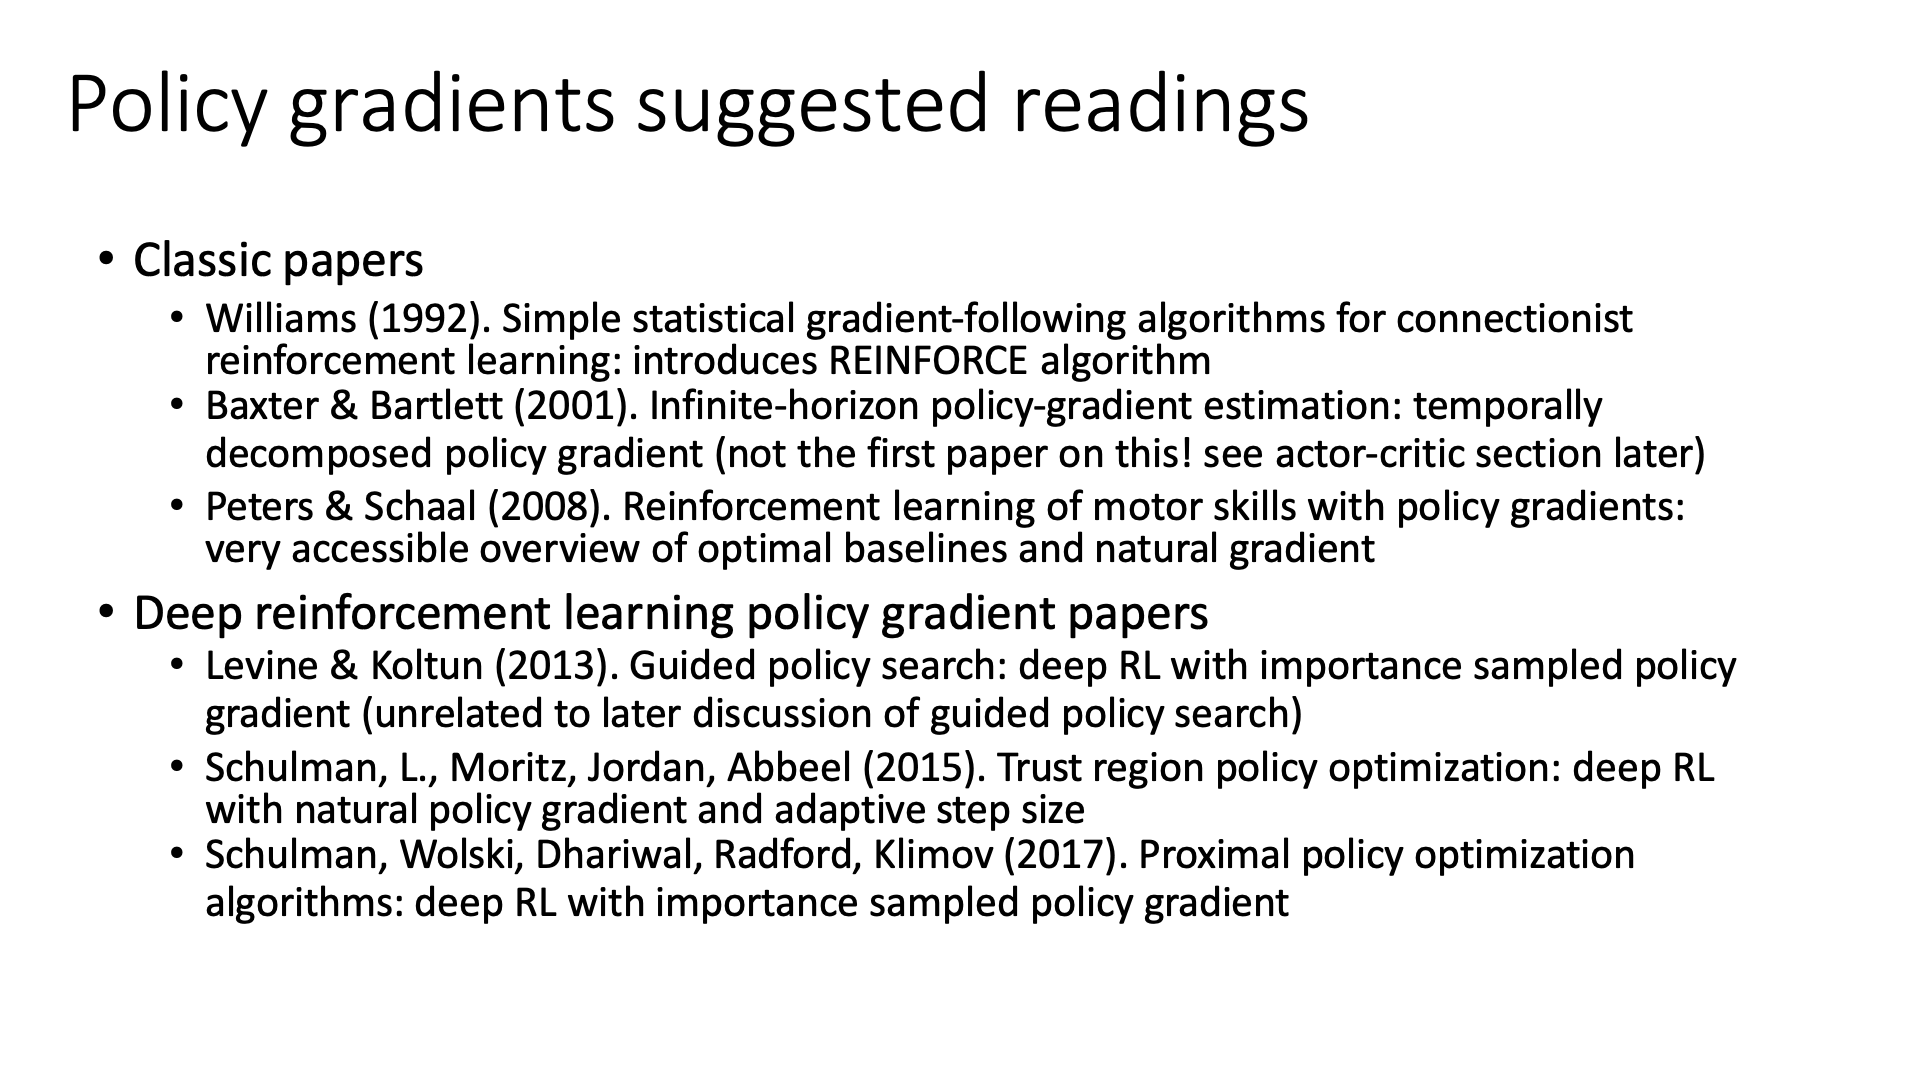 Policy gradients suggested readings
• Classic papers
• Williams (1992). Simple statistical gradient-following algorithms for connectionist
reinforcement learning: introduces REINFORCE algorithm
• Baxter & Bartlett (2001). Infinite-horizon policy-gradient estimation: temporally
decomposed policy gradient (not the first paper on this! see actor-critic section later)
• Peters & Schaal (2008). Reinforcement learning of motor skills with policy gradients:
very accessible overview of optimal baselines and natural gradient
• Deep reinforcement learning policy gradient papers
• Levine & Koltun (2013). Guided policy search: deep RL with importance sampled policy
gradient (unrelated to later discussion of guided policy search)
• Schulman, L., Moritz, Jordan, Abbeel (2015). Trust region policy optimization: deep RL
with natural policy gradient and adaptive step size
• Schulman, Wolski, Dhariwal, Radford, Klimov (2017). Proximal policy optimization
algorithms: deep RL with importance sampled policy gradient